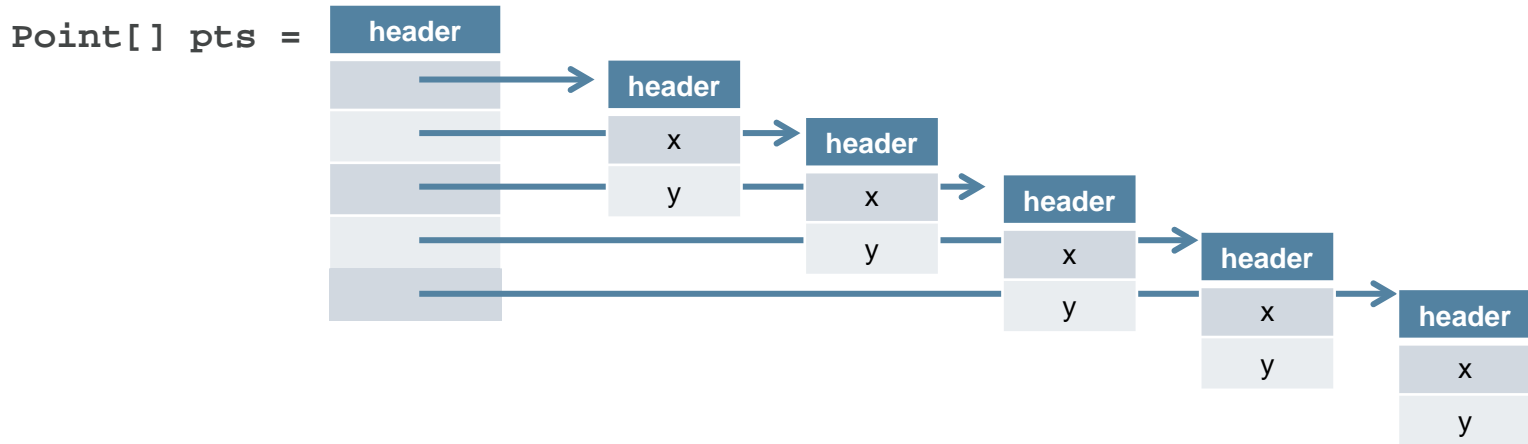 Point[] pts =
header
header
x
y
header
x
y
header
x
y
header
x
y
header
x
y